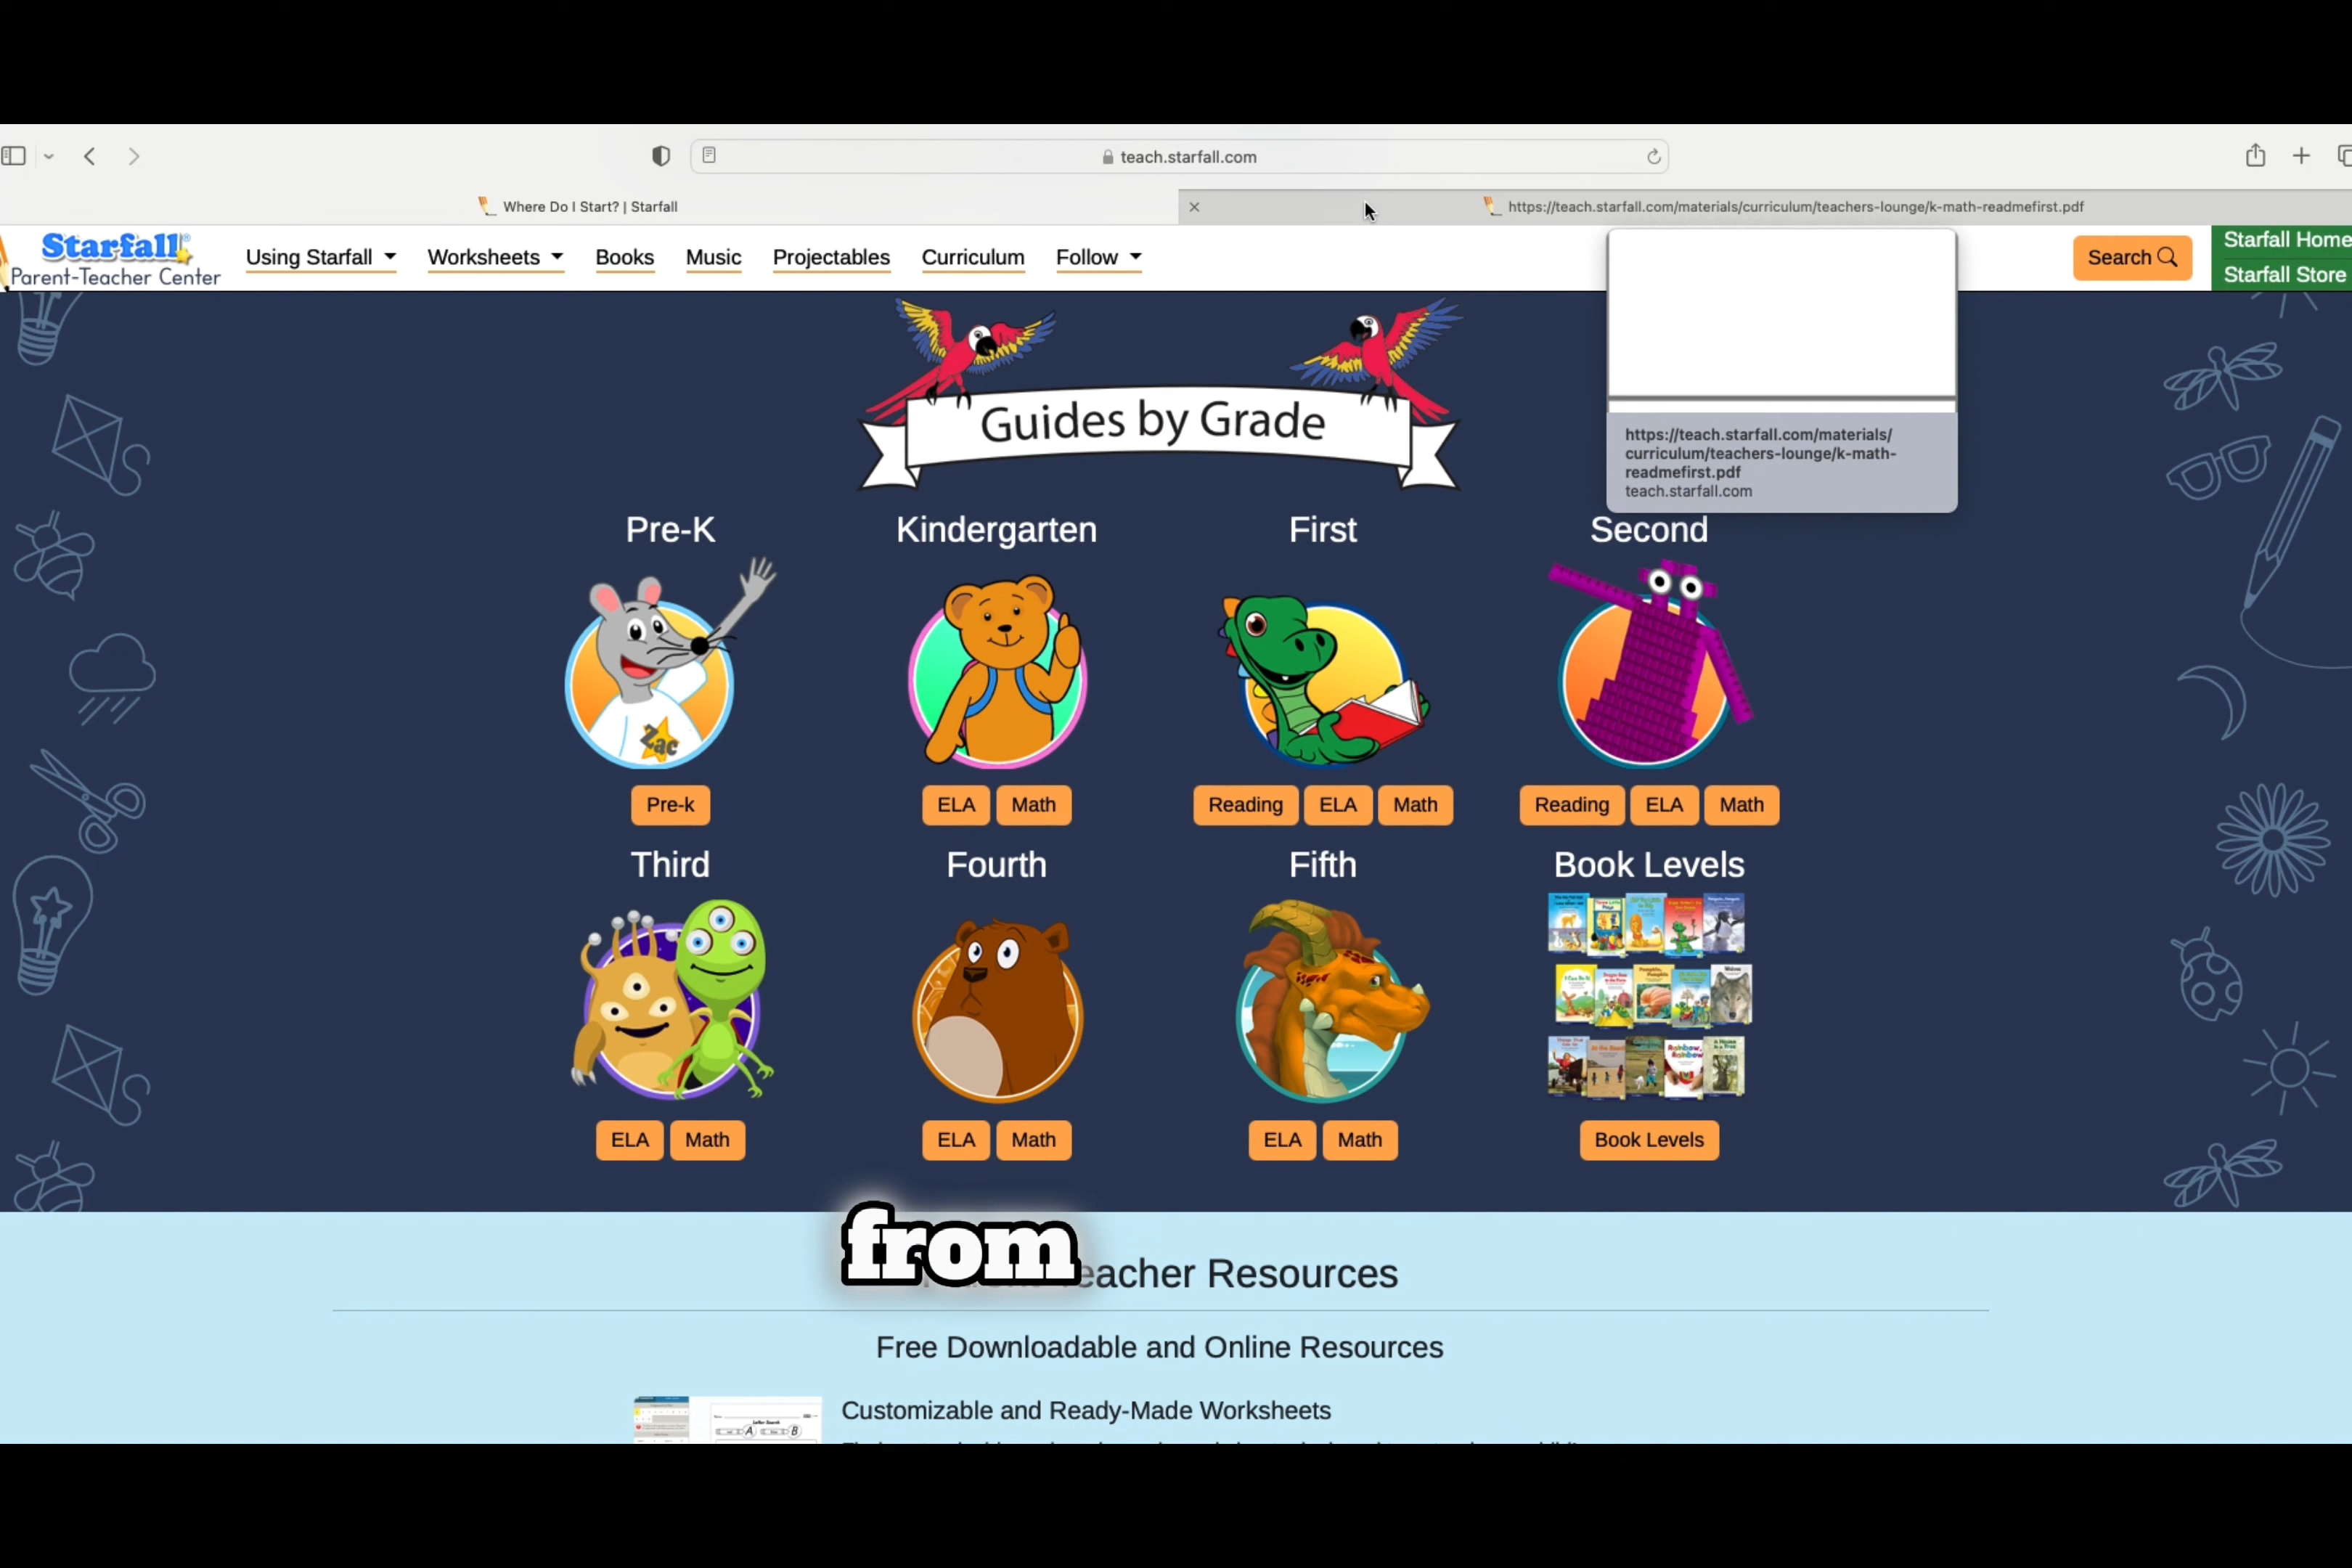 teach.starfall.com
Where Do I Start? | Starfall
https://teach.starfall.com/materials/curriculum/teachers-lounge/k-math-readmefirst.pdf
Starfall
Parent-Teacher Center
Using Starfall
Worksheets
Books
Music
Projectables
Curriculum
Follow
Search
Starfall Home
Starfall Store
https://teach.starfall.com/materials/
curriculum/teachers-lounge/k-math-
readmefirst.pdf
teach.starfall.com
Guides by Grade
Pre-K
Kindergarten
First
Second
Zac
Pre-k
ELA
Math
Reading
ELA
Math
Reading
ELA
Math
Third
Fourth
Fifth
Book Levels
ELA
Math
ELA
Math
ELA
Math
Book Levels
from
eacher Resources
Free Downloadable and Online Resources
Customizable and Ready-Made Worksheets